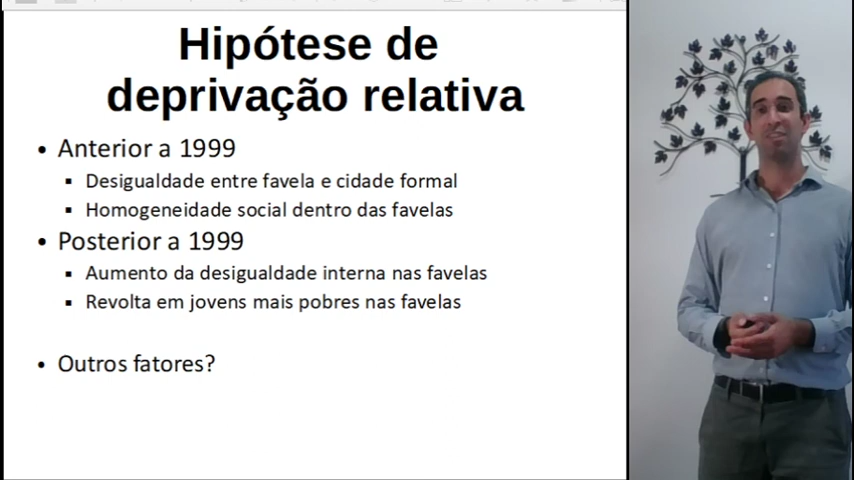 Hipótese de
deprivação relativa
• Anterior a 1999
▪ Desigualdade entre favela e cidade formal
▪ Homogeneidade social dentro das favelas
• Posterior a 1999
▪ Aumento da desigualdade interna nas favelas
▪ Revolta em jovens mais pobres nas favelas
• Outros fatores?